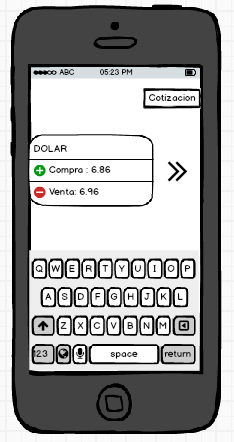 ABC 05:23 PM
Cotizacion
DOLAR
Compra : 6.86
Venta: 6.96
Q W E R T Y U I O P
A S D F G H J K L
Z X C V B N M
123 space return